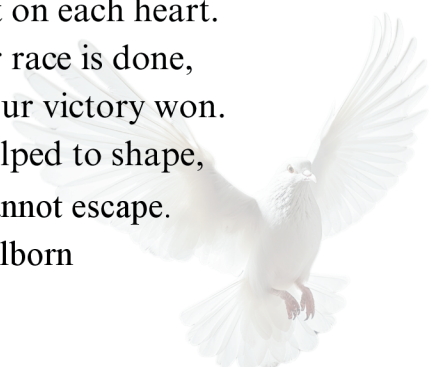 on each heart.
race is done,
ur victory won.
lped to shape,
nnot escape.
lborn